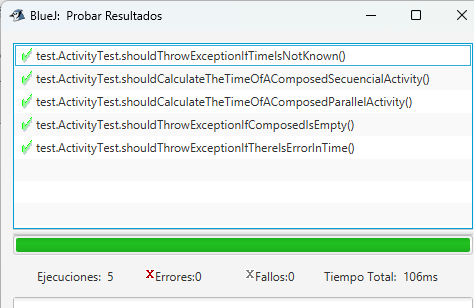 BlueJ: Probar Resultados
test.ActivityTest.shouldThrowExceptionIfTimeIsNotKnown()
test.ActivityTest.shouldCalculateTheTimeOfAComposedSecuencialActivity()
test.ActivityTest.shouldCalculateTheTimeOfAComposedParallelActivity()
test.ActivityTest.shouldThrowExceptionIfComposedIsEmpty()
test.ActivityTest.shouldThrowExceptionIfThereIsErrorInTime()
Ejecuciones: 5 Errores:0 Fallos:0 Tiempo Total: 106ms